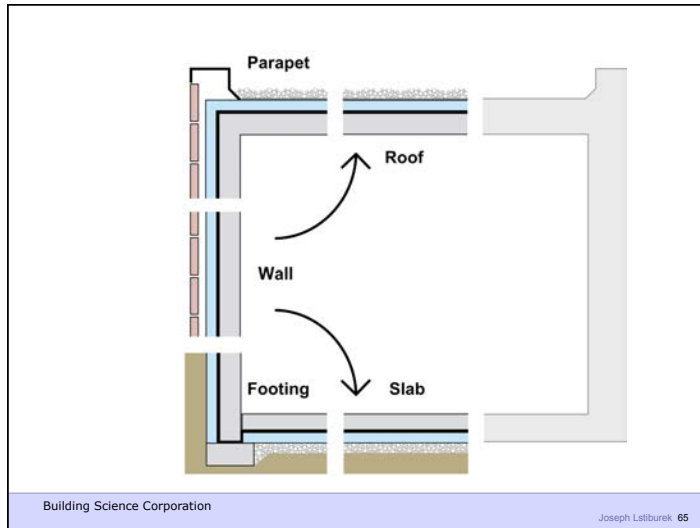 Parapet
Roof
Wall
Footing Slab
Building Science Corporation
Joseph Lstiburek 65